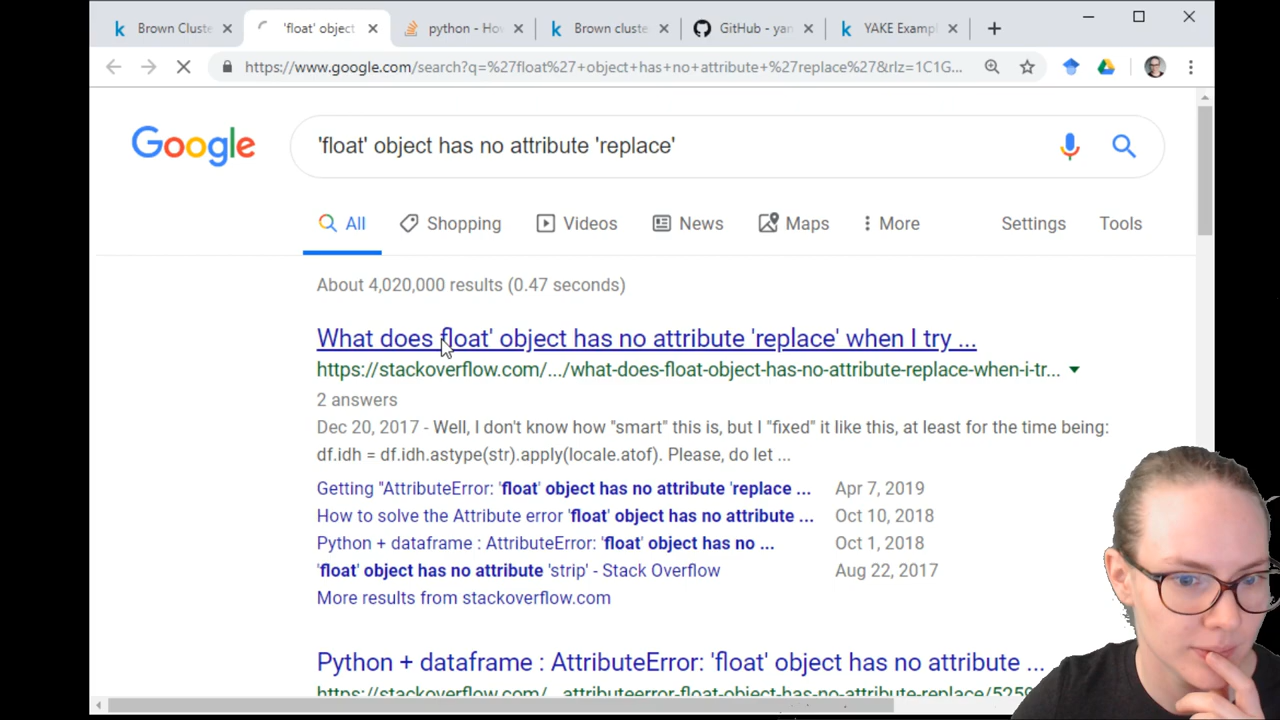 Brown Cluste
'float' object
python - How
Brown cluste
GitHub - yan
YAKE Exampl
https://www.google.com/search?q=%27float%27+object+has+no+attribute+%27replace%27&rlz=1C1G...
Google
'float' object has no attribute 'replace'
All
Shopping
Videos
News
Maps
More
Settings
Tools
About 4,020,000 results (0.47 seconds)
What does float' object has no attribute 'replace' when I try ...
https://stackoverflow.com/.../what-does-float-object-has-no-attribute-replace-when-i-tr...
2 answers
Dec 20, 2017 - Well, I don't know how "smart" this is, but I "fixed" it like this, at least for the time being:
df.idh = df.idh.astype(str).apply(locale.atof). Please, do let ...
Getting "AttributeError: 'float' object has no attribute 'replace ... Apr 7, 2019
How to solve the Attribute error 'float' object has no attribute ... Oct 10, 2018
Python + dataframe : AttributeError: 'float' object has no ... Oct 1, 2018
'float' object has no attribute 'strip' - Stack Overflow Aug 22, 2017
More results from stackoverflow.com
Python + dataframe : AttributeError: 'float' object has no attribute ...
https://stackoverflow.com/...attributeerror-float-object-has-no-attribute-replace/5259